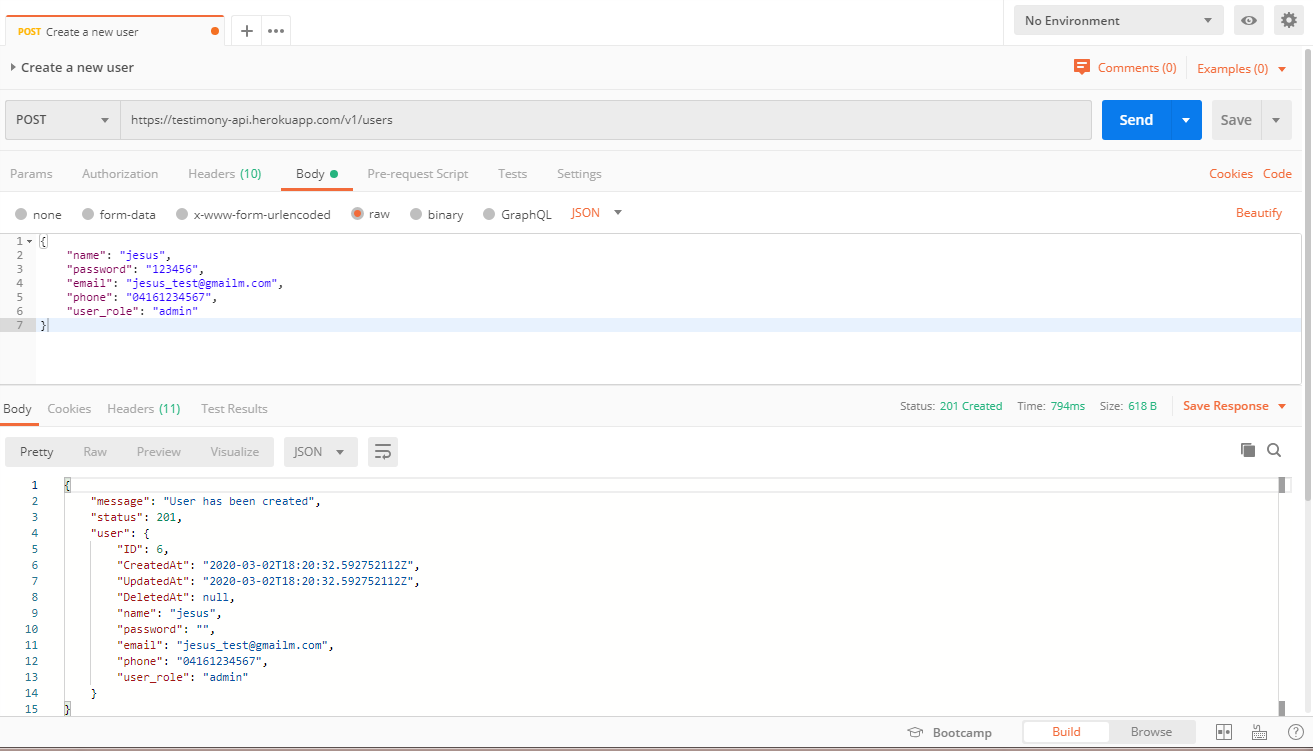 POST Create a new user
No Environment
Create a new user
Comments (0) Examples (0)
POST https://testimony-api.herokuapp.com/v1/users Send Save
Params Authorization Headers (10) Body Pre-request Script Tests Settings Cookies Code
none form-data x-www-form-urlencoded raw binary GraphQL JSON Beautify
1 {
2 "name": "jesus",
3 "password": "123456",
4 "email": "jesus_test@gmailm.com",
5 "phone": "04161234567",
6 "user_role": "admin"
7 }
Body Cookies Headers (11) Test Results Status: 201 Created Time: 794ms Size: 618 B Save Response
Pretty Raw Preview Visualize JSON
1 {
2 "message": "User has been created",
3 "status": 201,
4 "user": {
5 "ID": 6,
6 "CreatedAt": "2020-03-02T18:20:32.592752112Z",
7 "UpdatedAt": "2020-03-02T18:20:32.592752112Z",
8 "DeletedAt": null,
9 "name": "jesus",
10 "password": "",
11 "email": "jesus_test@gmailm.com",
12 "phone": "04161234567",
13 "user_role": "admin"
14 }
15 }
Bootcamp Build Browse